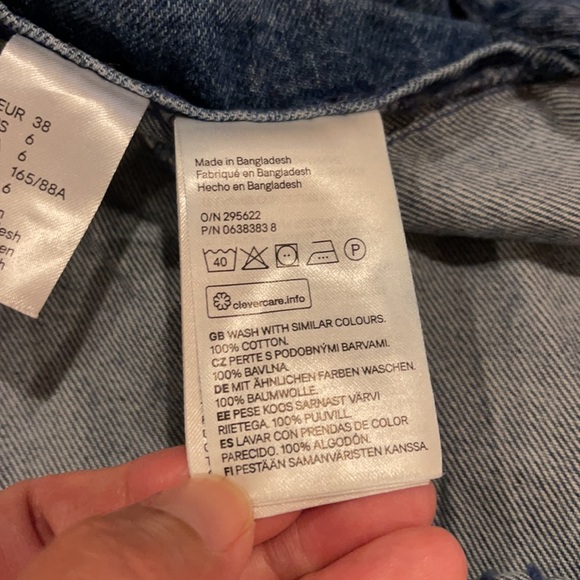 EUR 38
6
6
165/88A
6
Made in Bangladesh
Fabriqué en Bangladesh
Hecho en Bangladesh
O/N 295622
P/N 0638383 8
40
P
clevercare.info
GB WASH WITH SIMILAR COLOURS.
100% COTTON.
CZ PERTE S PODOBNÝMI BARVAMI.
100% BAVLNA.
DE MIT ÄHNLICHEN FARBEN WASCHEN.
100% BAUMWOLLE.
EE PESE KOOS SARNAST VÄRVI
RIIETEGA. 100% PUUVILL.
ES LAVAR CON PRENDAS DE COLOR
PARECIDO. 100% ALGODÓN.
FI PESTÄÄN SAMANVÄRISTEN KANSSA.